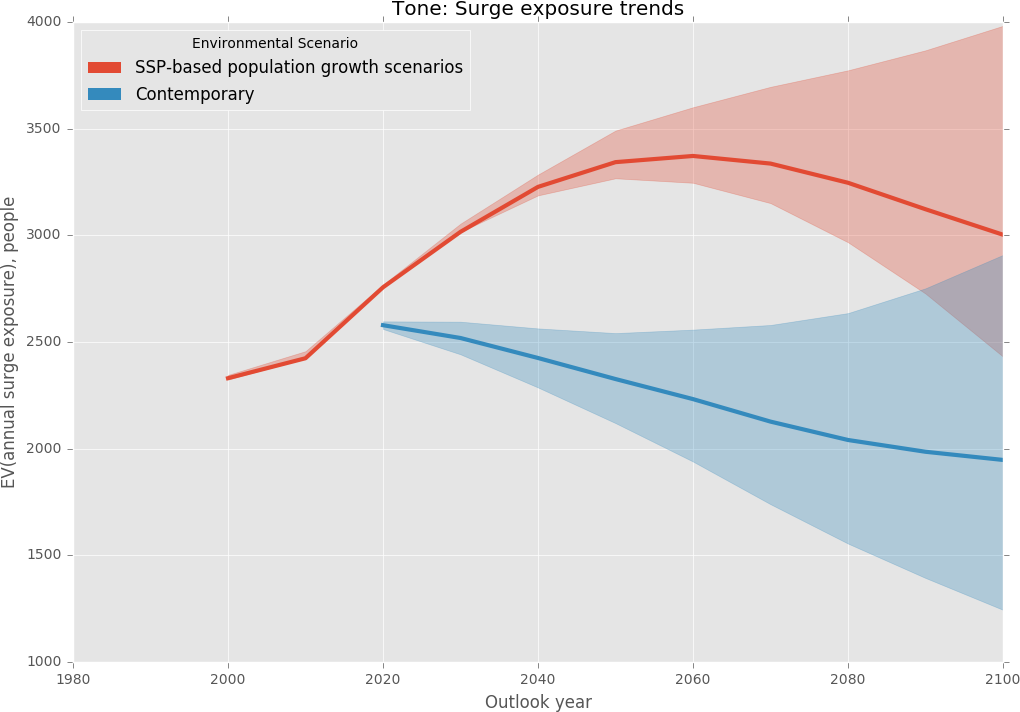 Tone: Surge exposure trends
Environmental Scenario
SSP-based population growth scenarios
Contemporary
EV(annual surge exposure), people
4000
3500
3000
2500
2000
1500
1000
1980 2000 2020 2040 2060 2080 2100
Outlook year